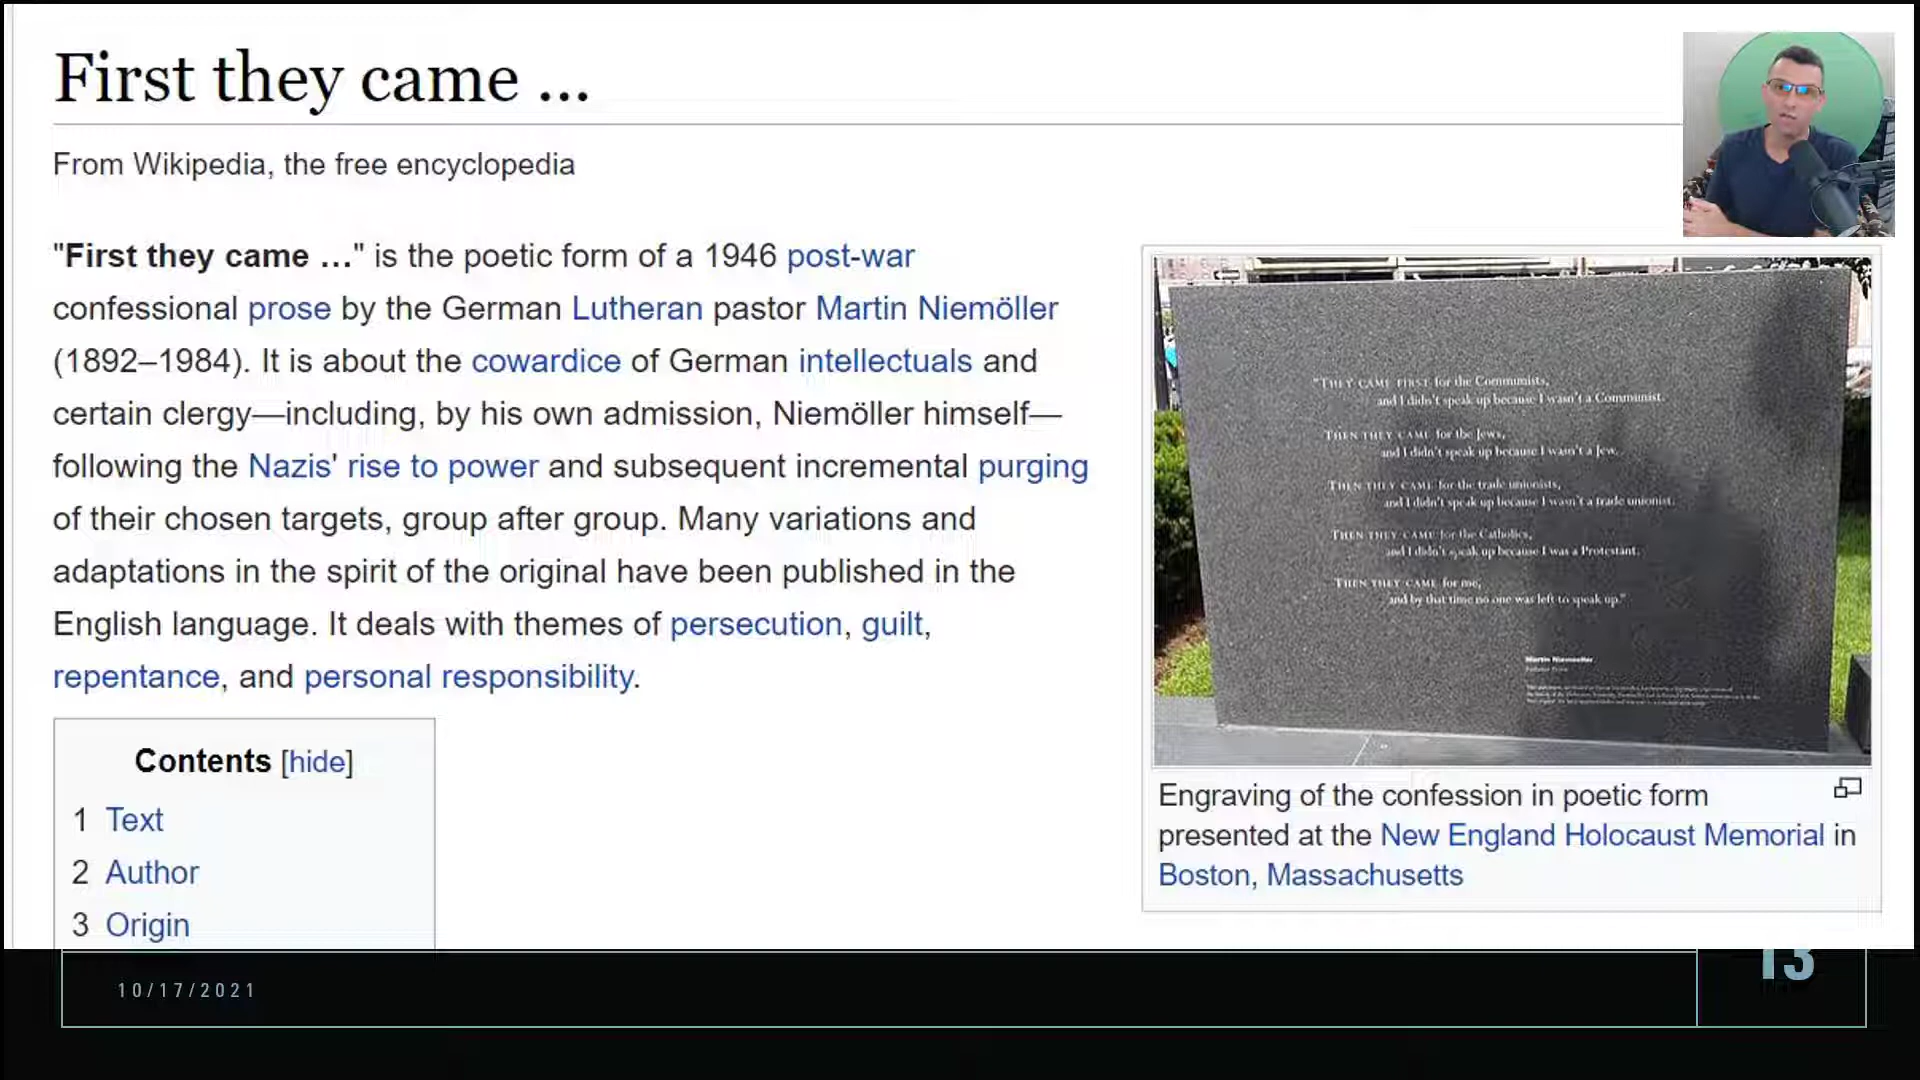 First they came ...
From Wikipedia, the free encyclopedia
"First they came ..." is the poetic form of a 1946 post-war
confessional prose by the German Lutheran pastor Martin Niemöller
(1892–1984). It is about the cowardice of German intellectuals and
certain clergy—including, by his own admission, Niemöller himself—
following the Nazis' rise to power and subsequent incremental purging
of their chosen targets, group after group. Many variations and
adaptations in the spirit of the original have been published in the
English language. It deals with themes of persecution, guilt,
repentance, and personal responsibility.
Contents [hide]
1 Text
2 Author
3 Origin
"THEY CAME FIRST for the Communists,
and I didn't speak up because I wasn't a Communist.
THEN THEY CAME for the Jews,
and I didn't speak up because I wasn't a Jew.
THEN THEY CAME for the trade unionists,
and I didn't speak up because I wasn't a trade unionist.
THEN THEY CAME for the Catholics,
and I didn't speak up because I was a Protestant.
THEN THEY CAME for me,
and by that time no one was left to speak up."
Martin Niemoeller
Engraving of the confession in poetic form
presented at the New England Holocaust Memorial in
Boston, Massachusetts
10/17/2021
13